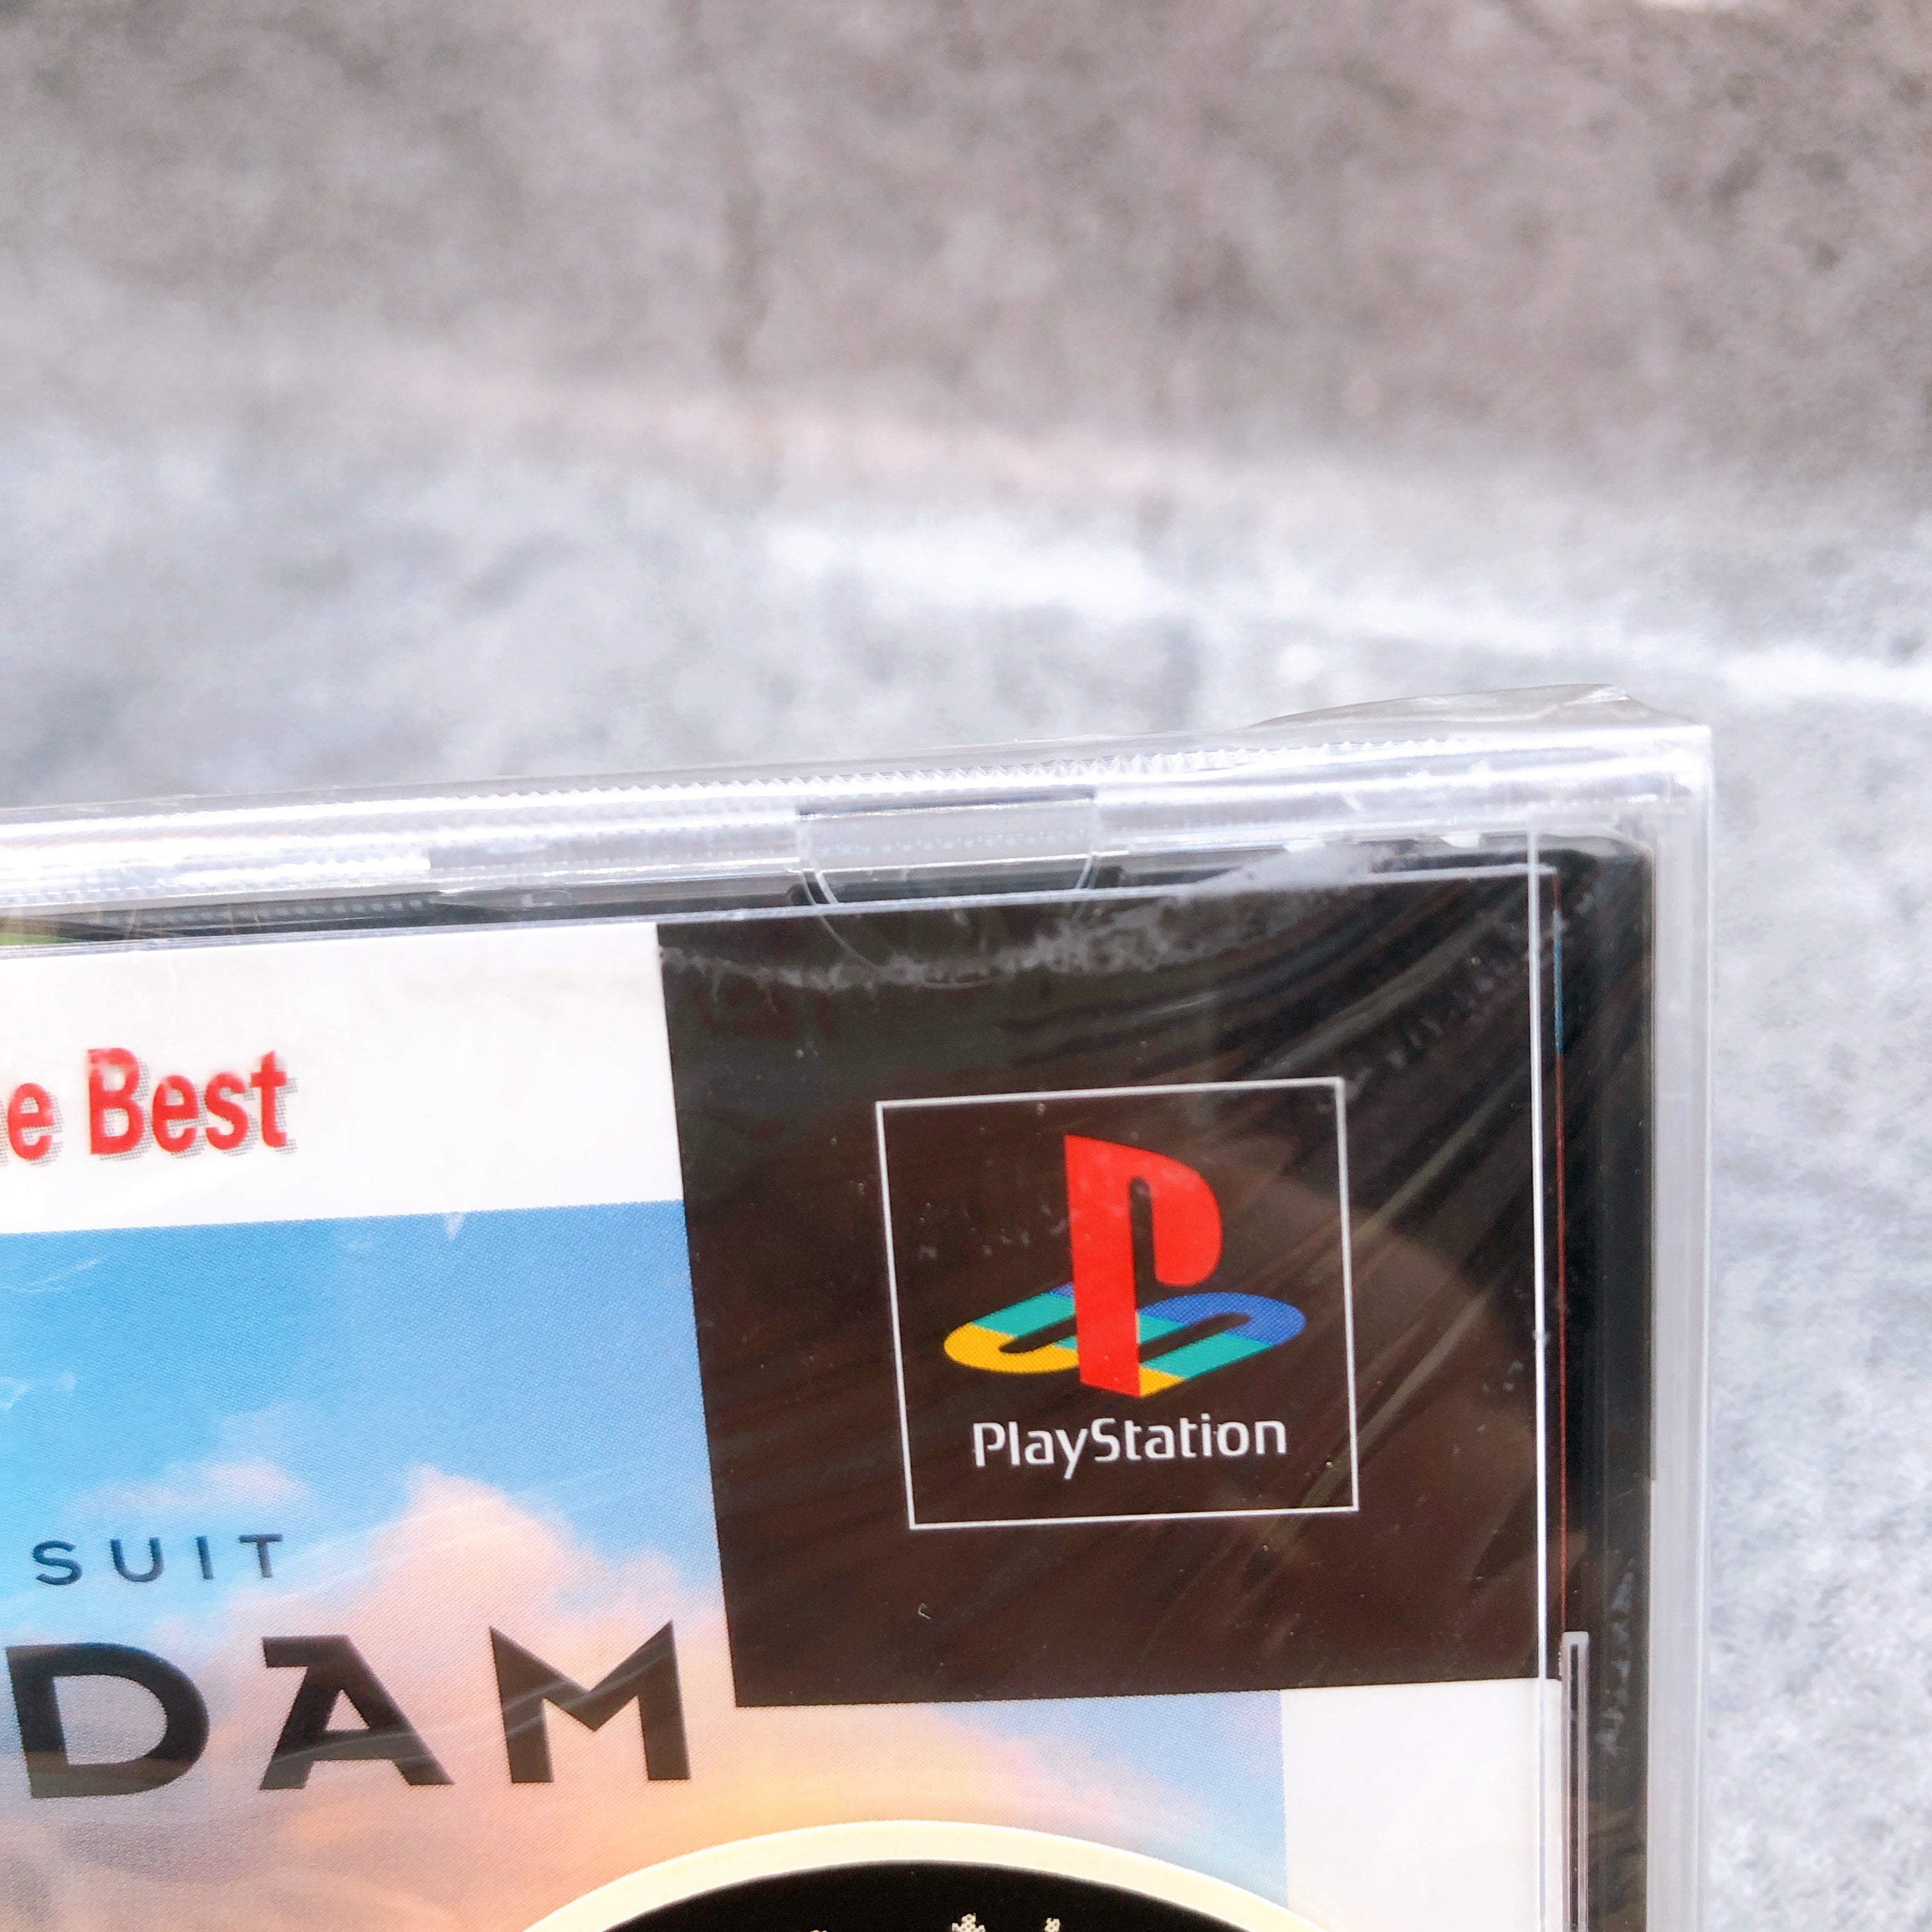 e Best
PlayStation
SUIT
DAM